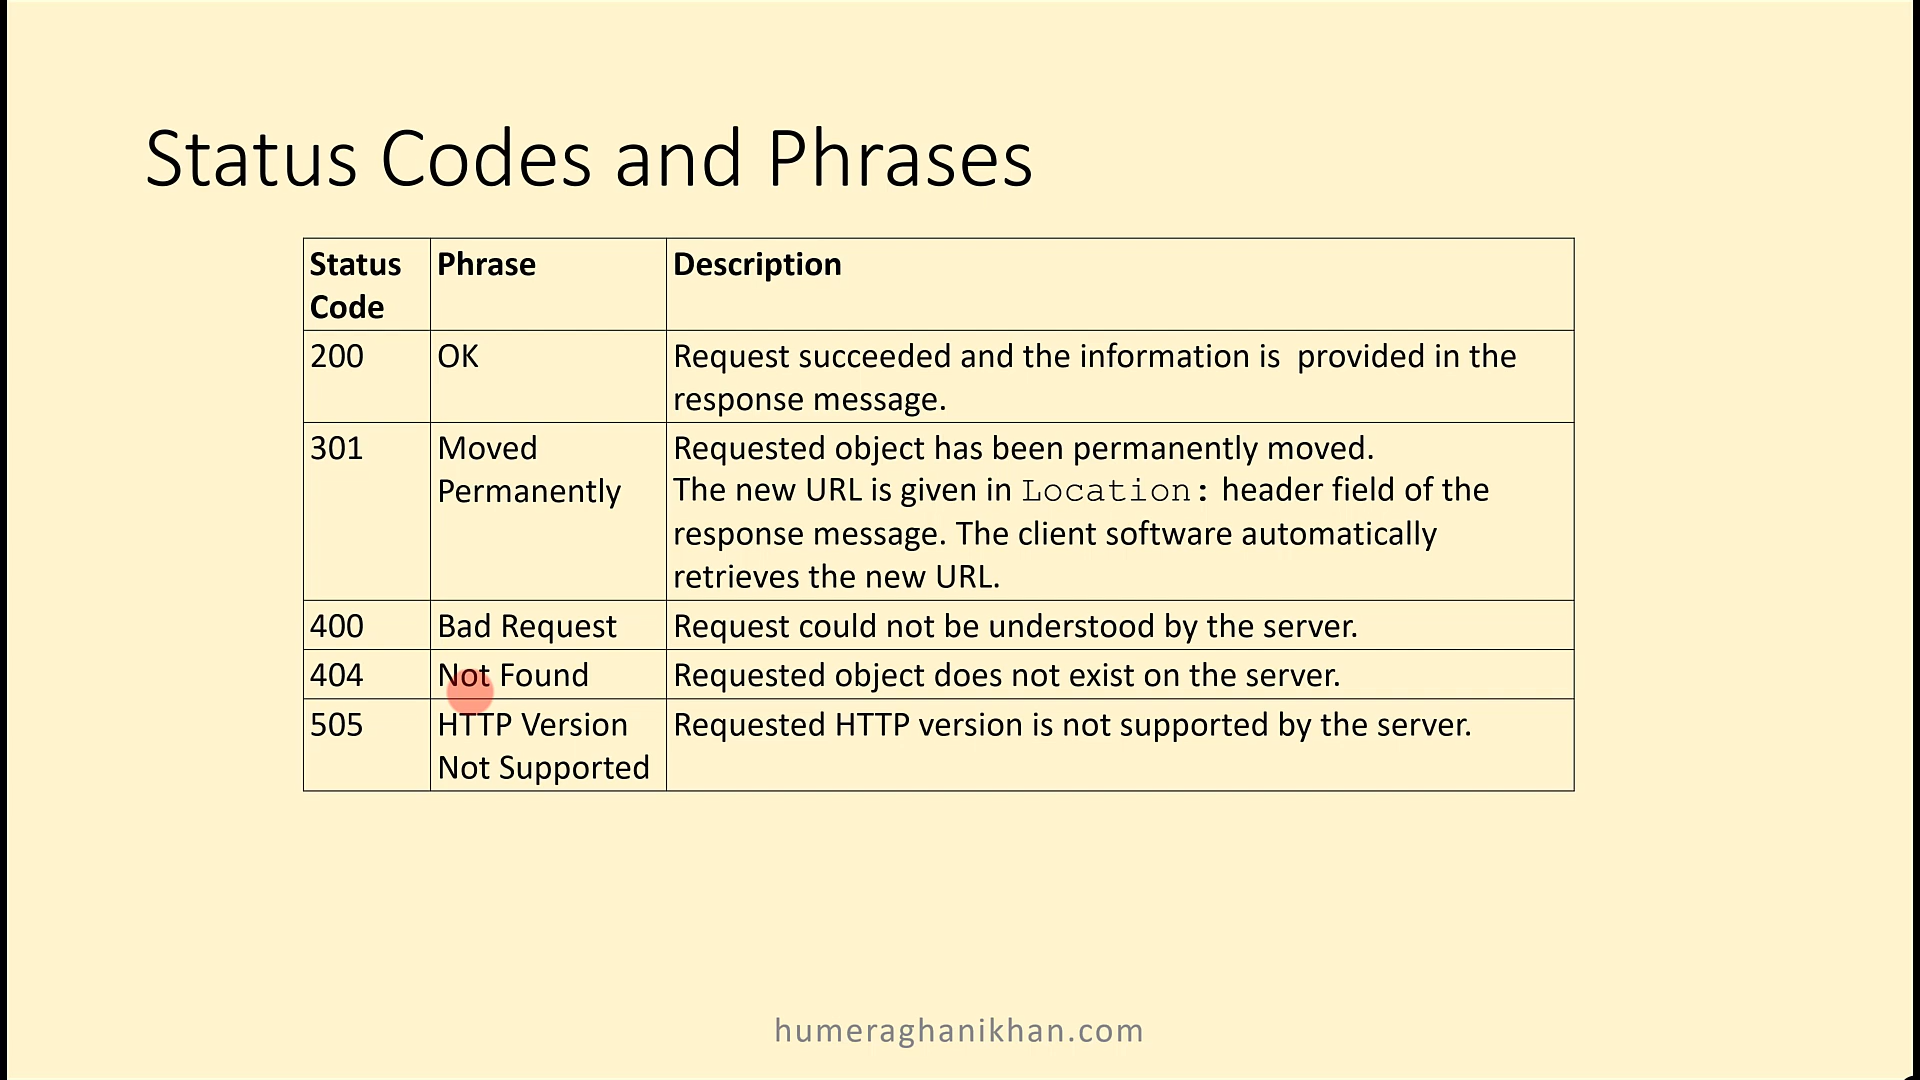 Status Codes and Phrases
Status Code Phrase Description
200 OK Request succeeded and the information is  provided in the
response message.
301 Moved Permanently Requested object has been permanently moved.
The new URL is given in Location: header field of the
response message. The client software automatically
retrieves the new URL.
400 Bad Request Request could not be understood by the server.
404 Not Found Requested object does not exist on the server.
505 HTTP Version Not Supported Requested HTTP version is not supported by the server.
humeraghanikhan.com